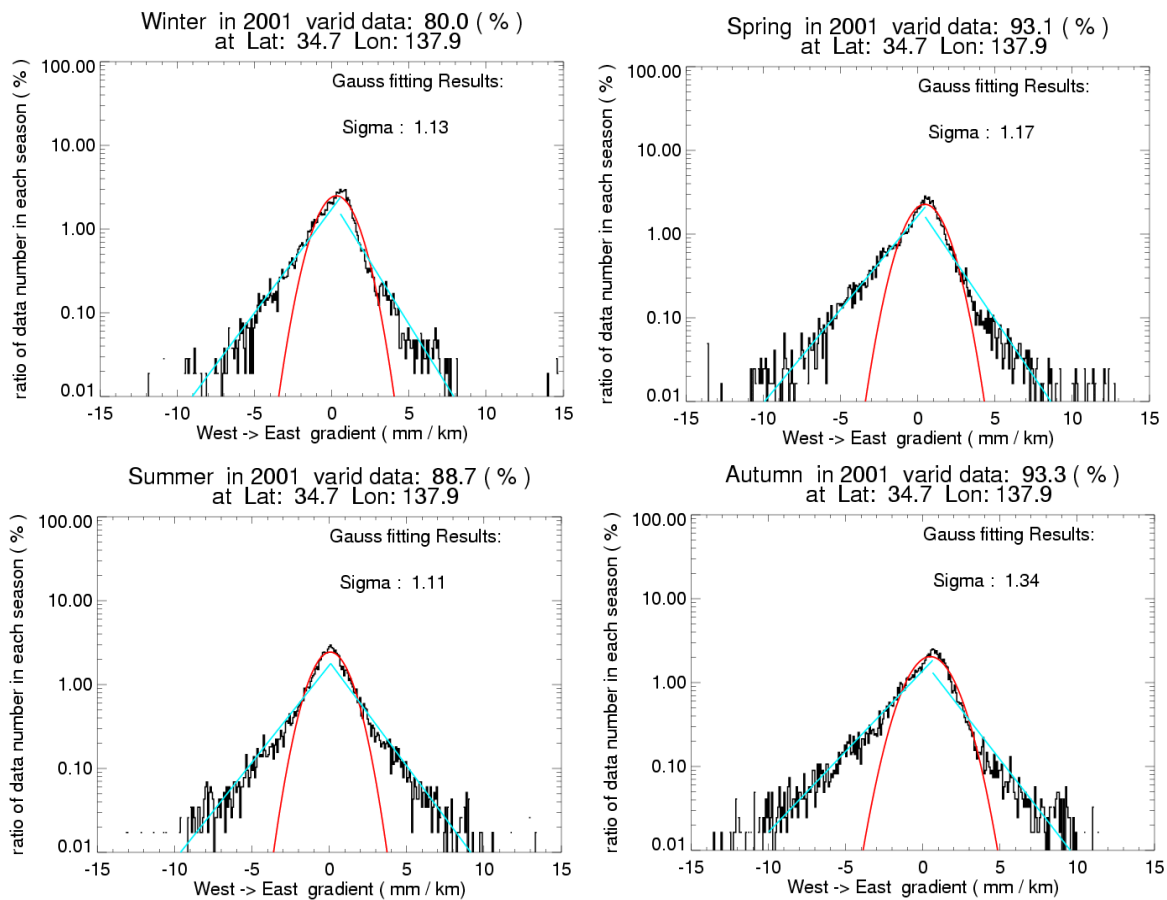 Winter in 2001 varid data: 80.0 ( % )
at Lat: 34.7 Lon: 137.9
ratio of data number in each season ( % )
100.00
10.00
1.00
0.10
0.01
Gauss fitting Results:
Sigma : 1.13
-15 -10 -5 0 5 10 15
West -> East gradient ( mm / km )
Spring in 2001 varid data: 93.1 ( % )
at Lat: 34.7 Lon: 137.9
ratio of data number in each season ( % )
100.00
10.00
1.00
0.10
0.01
Gauss fitting Results:
Sigma : 1.17
-15 -10 -5 0 5 10 15
West -> East gradient ( mm / km )
Summer in 2001 varid data: 88.7 ( % )
at Lat: 34.7 Lon: 137.9
ratio of data number in each season ( % )
100.00
10.00
1.00
0.10
0.01
Gauss fitting Results:
Sigma : 1.11
-15 -10 -5 0 5 10 15
West -> East gradient ( mm / km )
Autumn in 2001 varid data: 93.3 ( % )
at Lat: 34.7 Lon: 137.9
ratio of data number in each season ( % )
100.00
10.00
1.00
0.10
0.01
Gauss fitting Results:
Sigma : 1.34
-15 -10 -5 0 5 10 15
West -> East gradient ( mm / km )